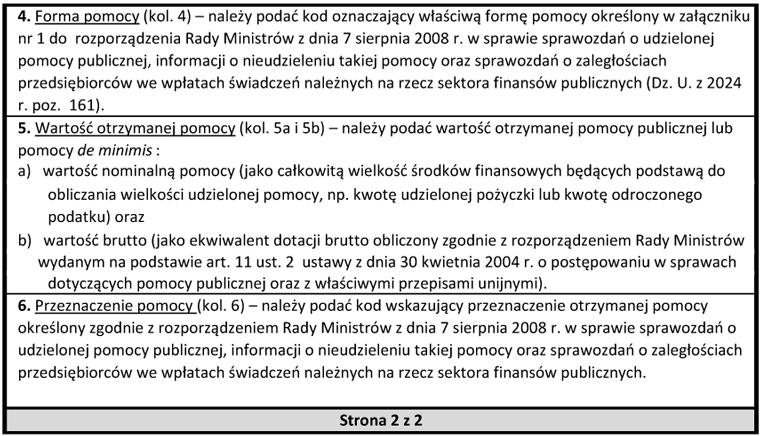 4. Forma pomocy (kol. 4) – należy podać kod oznaczający właściwą formę pomocy określony w załączniku
nr 1 do rozporządzenia Rady Ministrów z dnia 7 sierpnia 2008 r. w sprawie sprawozdań o udzielonej
pomocy publicznej, informacji o nieudzieleniu takiej pomocy oraz sprawozdań o zaległościach
przedsiębiorców we wpłatach świadczeń należnych na rzecz sektora finansów publicznych (Dz. U. z 2024
r. poz. 161).
5. Wartość otrzymanej pomocy (kol. 5a i 5b) – należy podać wartość otrzymanej pomocy publicznej lub
pomocy de minimis :
a) wartość nominalną pomocy (jako całkowitą wielkość środków finansowych będących podstawą do
obliczania wielkości udzielonej pomocy, np. kwotę udzielonej pożyczki lub kwotę odroczonego
podatku) oraz
b) wartość brutto (jako ekwiwalent dotacji brutto obliczony zgodnie z rozporządzeniem Rady Ministrów
wydanym na podstawie art. 11 ust. 2 ustawy z dnia 30 kwietnia 2004 r. o postępowaniu w sprawach
dotyczących pomocy publicznej oraz z właściwymi przepisami unijnymi).
6. Przeznaczenie pomocy (kol. 6) – należy podać kod wskazujący przeznaczenie otrzymanej pomocy
określony zgodnie z rozporządzeniem Rady Ministrów z dnia 7 sierpnia 2008 r. w sprawie sprawozdań o
udzielonej pomocy publicznej, informacji o nieudzieleniu takiej pomocy oraz sprawozdań o zaległościach
przedsiębiorców we wpłatach świadczeń należnych na rzecz sektora finansów publicznych.
Strona 2 z 2